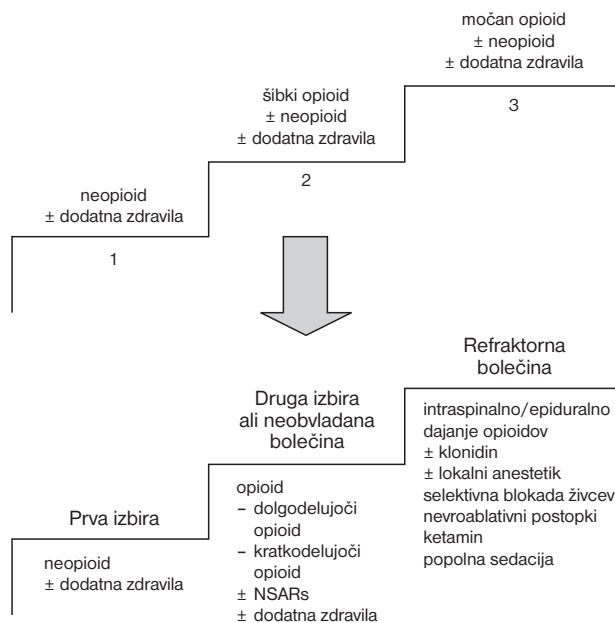 močan opioid
± neopioid
± dodatna zdravila
3
šibki opioid
± neopioid
± dodatna zdravila
2
neopioid
± dodatna zdravila
1
Refraktorna
bolečina
intraspinalno/epiduralno
dajanje opioidov
± klonidin
± lokalni anestetik
selektivna blokada živcev
nevroablativni postopki
ketamin
popolna sedacija
Druga izbira
ali neobvladana
bolečina
opioid
– dolgodelujoči
opioid
– kratkodelujoči
opioid
± NSARs
± dodatna zdravila
Prva izbira
neopioid
± dodatna zdravila